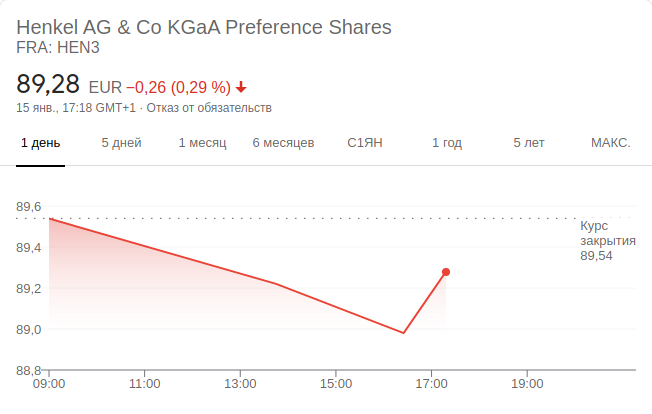 Henkel AG & Co KGaA Preference Shares
FRA: HEN3
89,28 EUR −0,26 (0,29 %)
15 янв., 17:18 GMT+1 · Отказ от обязательств
1 день 5 дней 1 месяц 6 месяцев С1ЯН 1 год 5 лет МАКС.
89,6
Курс
закрытия
89,54
89,4
89,2
89,0
88,8
09:00 11:00 13:00 15:00 17:00 19:00